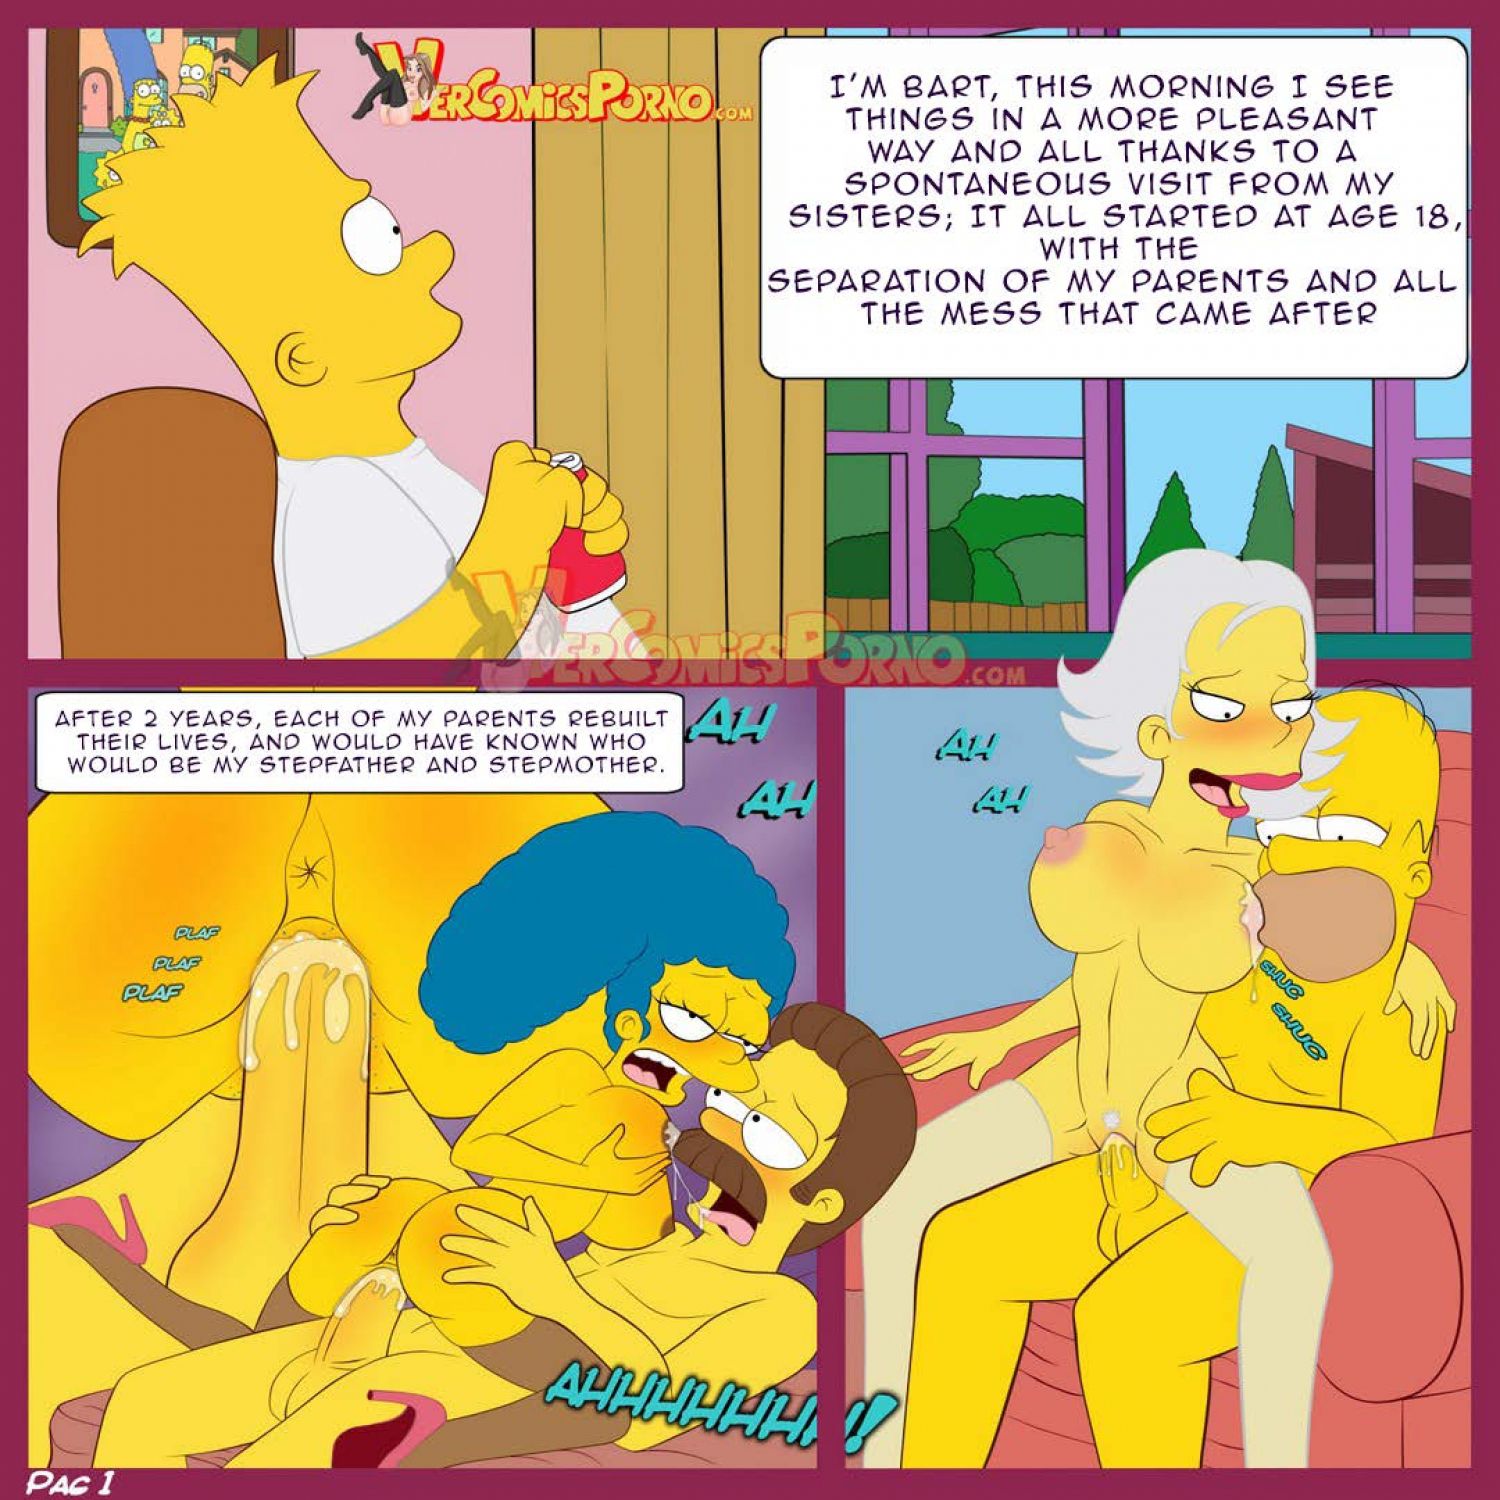 VerComicsPorno.com
I'M BART, THIS MORNING I SEE
THINGS IN A MORE PLEASANT
WAY AND ALL THANKS TO A
SPONTANEOUS VISIT FROM MY
SISTERS; IT ALL STARTED AT AGE 18,
WITH THE
SEPARATION OF MY PARENTS AND ALL
THE MESS THAT CAME AFTER
VerComicsPorno.com
AFTER 2 YEARS, EACH OF MY PARENTS REBUILT
THEIR LIVES, AND WOULD HAVE KNOWN WHO
WOULD BE MY STEPFATHER AND STEPMOTHER.
AH
AH
PLAF
PLAF
PLAF
AHHHHHHHH!
AH
AH
SHUC
SHUC
PAG 1